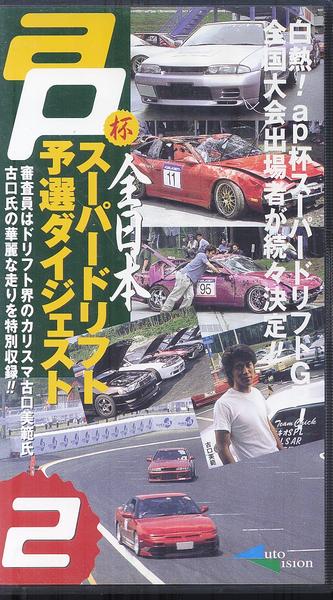 白熱！ap杯スーパードリフトG！
全国大会出場者が続々決定!!
ap
杯
全日本
スーパードリフト
予選ダイジェスト
審査員はドリフト界のカリスマ古口美範氏
古口氏の華麗な走りを特別収録!!
11
95
古口美範
Team Quick
2
Auto
Vision